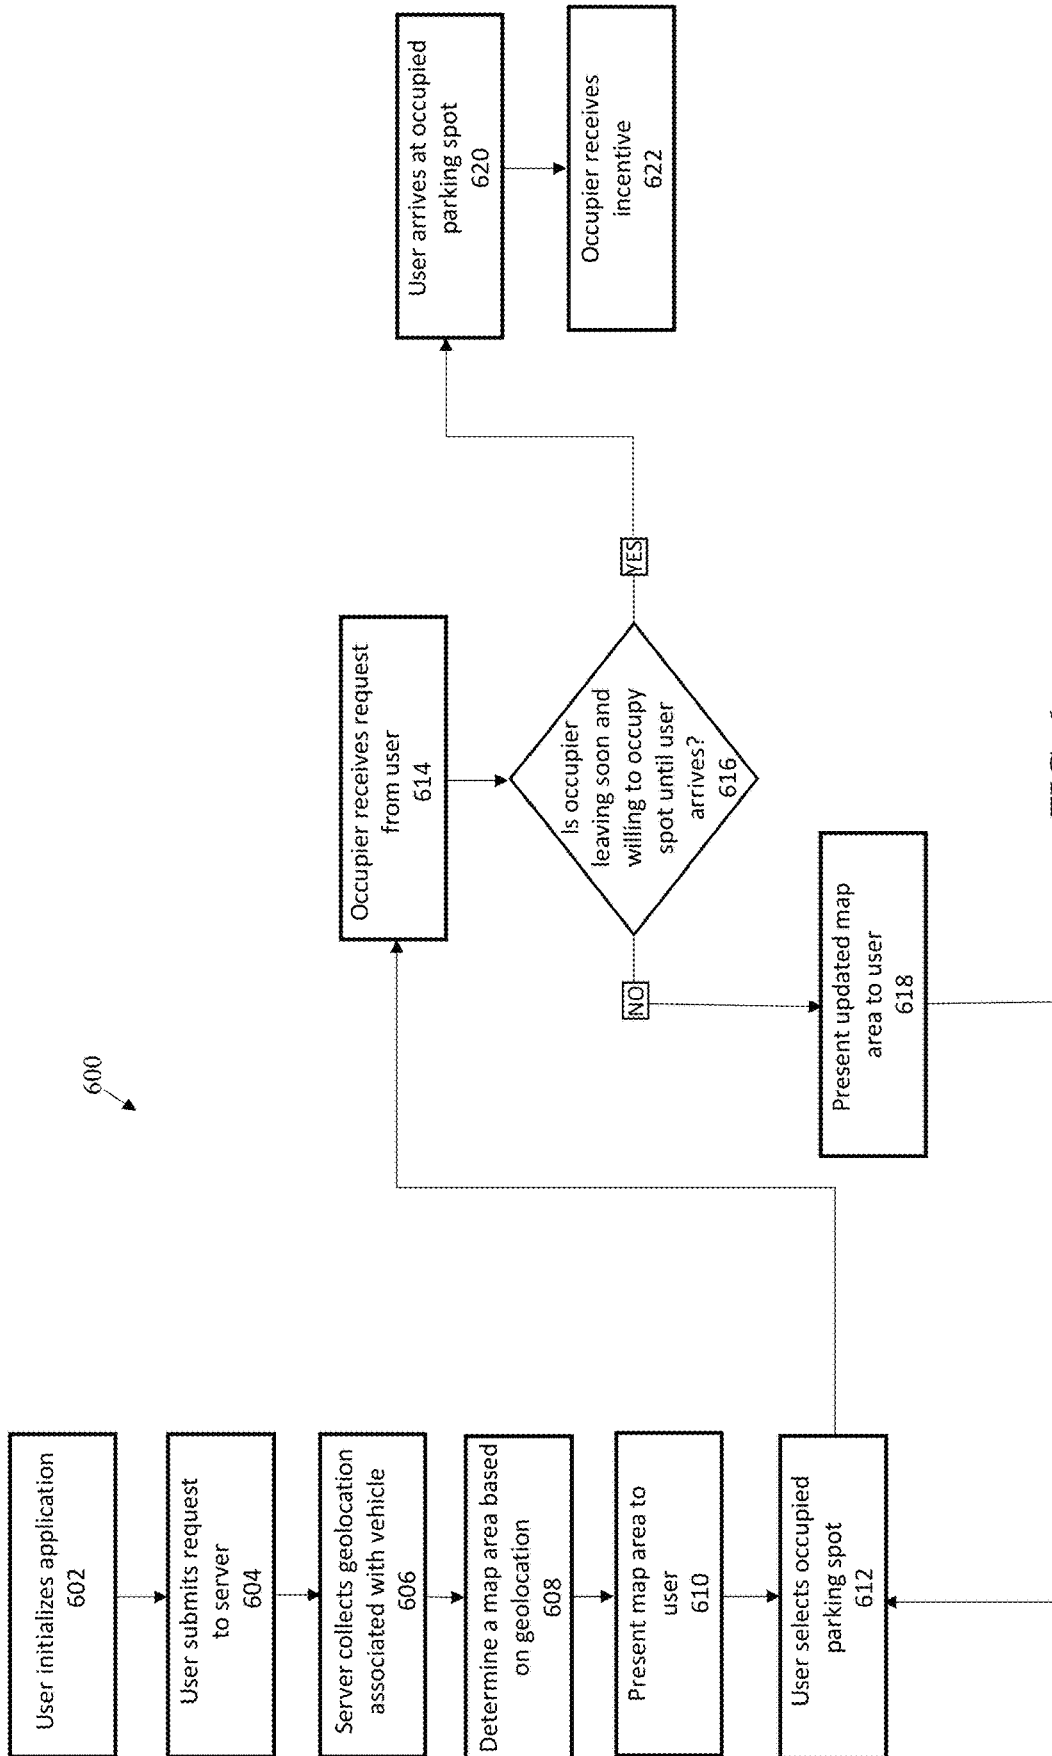 600
User initializes application
602
User submits request
to server
604
Server collects geolocation
associated with vehicle
606
Determine a map area based
on geolocation
608
Present map area to
user
610
User selects occupied
parking spot
612
Occupier receives request
from user
614
Is occupier
leaving soon and
willing to occupy
spot until user
arrives?
616
NO
YES
Present updated map
area to user
618
User arrives at occupied
parking spot
620
Occupier receives
incentive
622